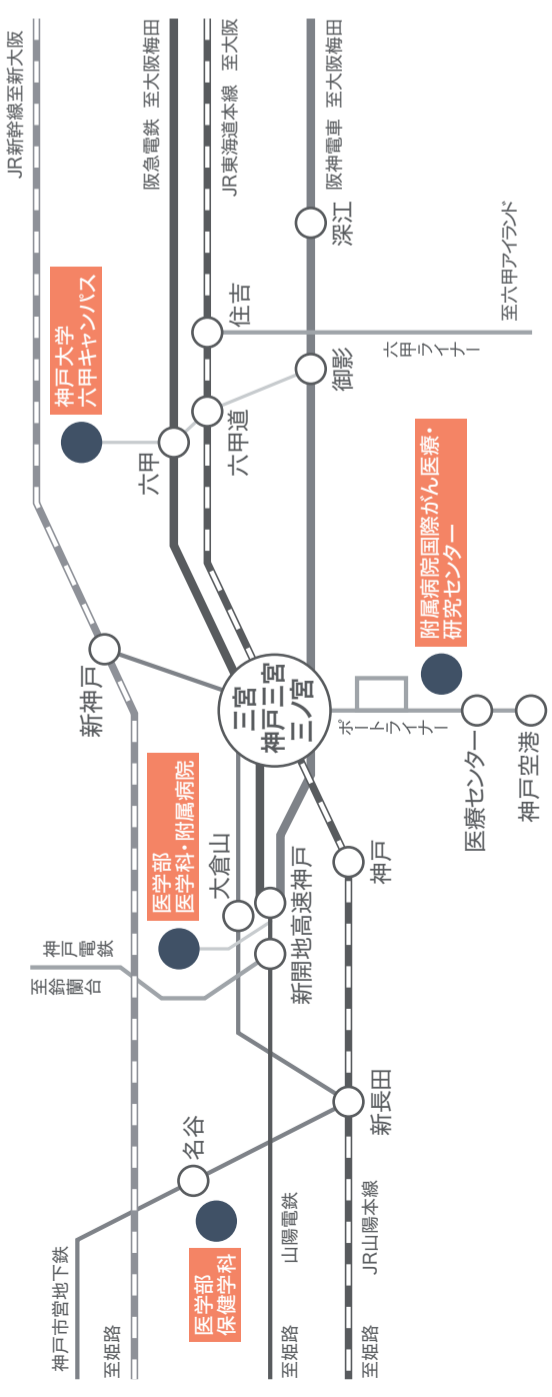 神戸市営地下鉄
至姫路
JR新幹線至新大阪
神戸大学
六甲キャンパス
阪急電鉄 至大阪梅田
JR東海道本線 至大阪
阪神電車 至大阪梅田
新神戸
六甲
六甲道
住吉
御影
深江
六甲ライナー
至六甲アイランド
三宮
神戸三宮
三ノ宮
医学部
医学科・附属病院
大倉山
神戸電鉄
至鈴蘭台
新開地
高速神戸
名谷
医学部
保健学科
山陽電鉄
至姫路
新長田
神戸
JR山陽本線
至姫路
ポートライナー
附属病院国際がん医療・
研究センター
医療センター
神戸空港